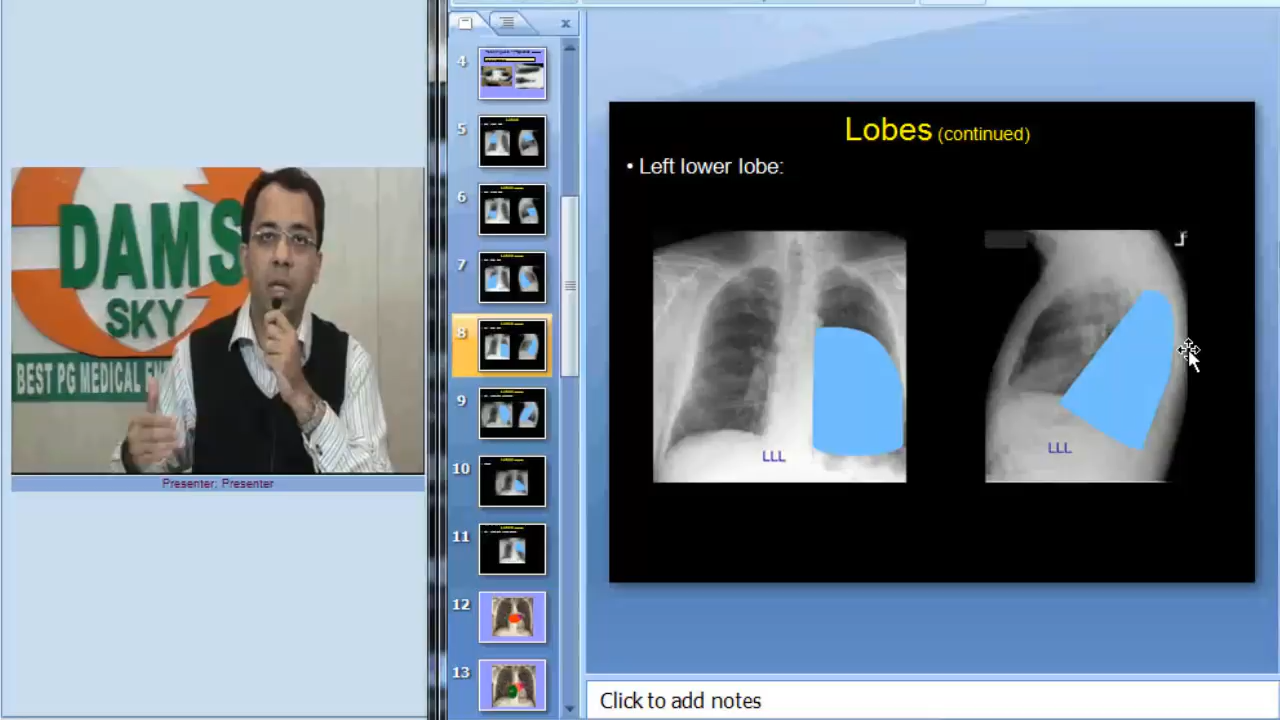 DAMS
SKY
BEST PG MEDICAL EN
Presenter: Presenter
4
5
6
7
8
9
10
11
12
13
Lobes (continued)
• Left lower lobe:
LLL
LLL
Click to add notes